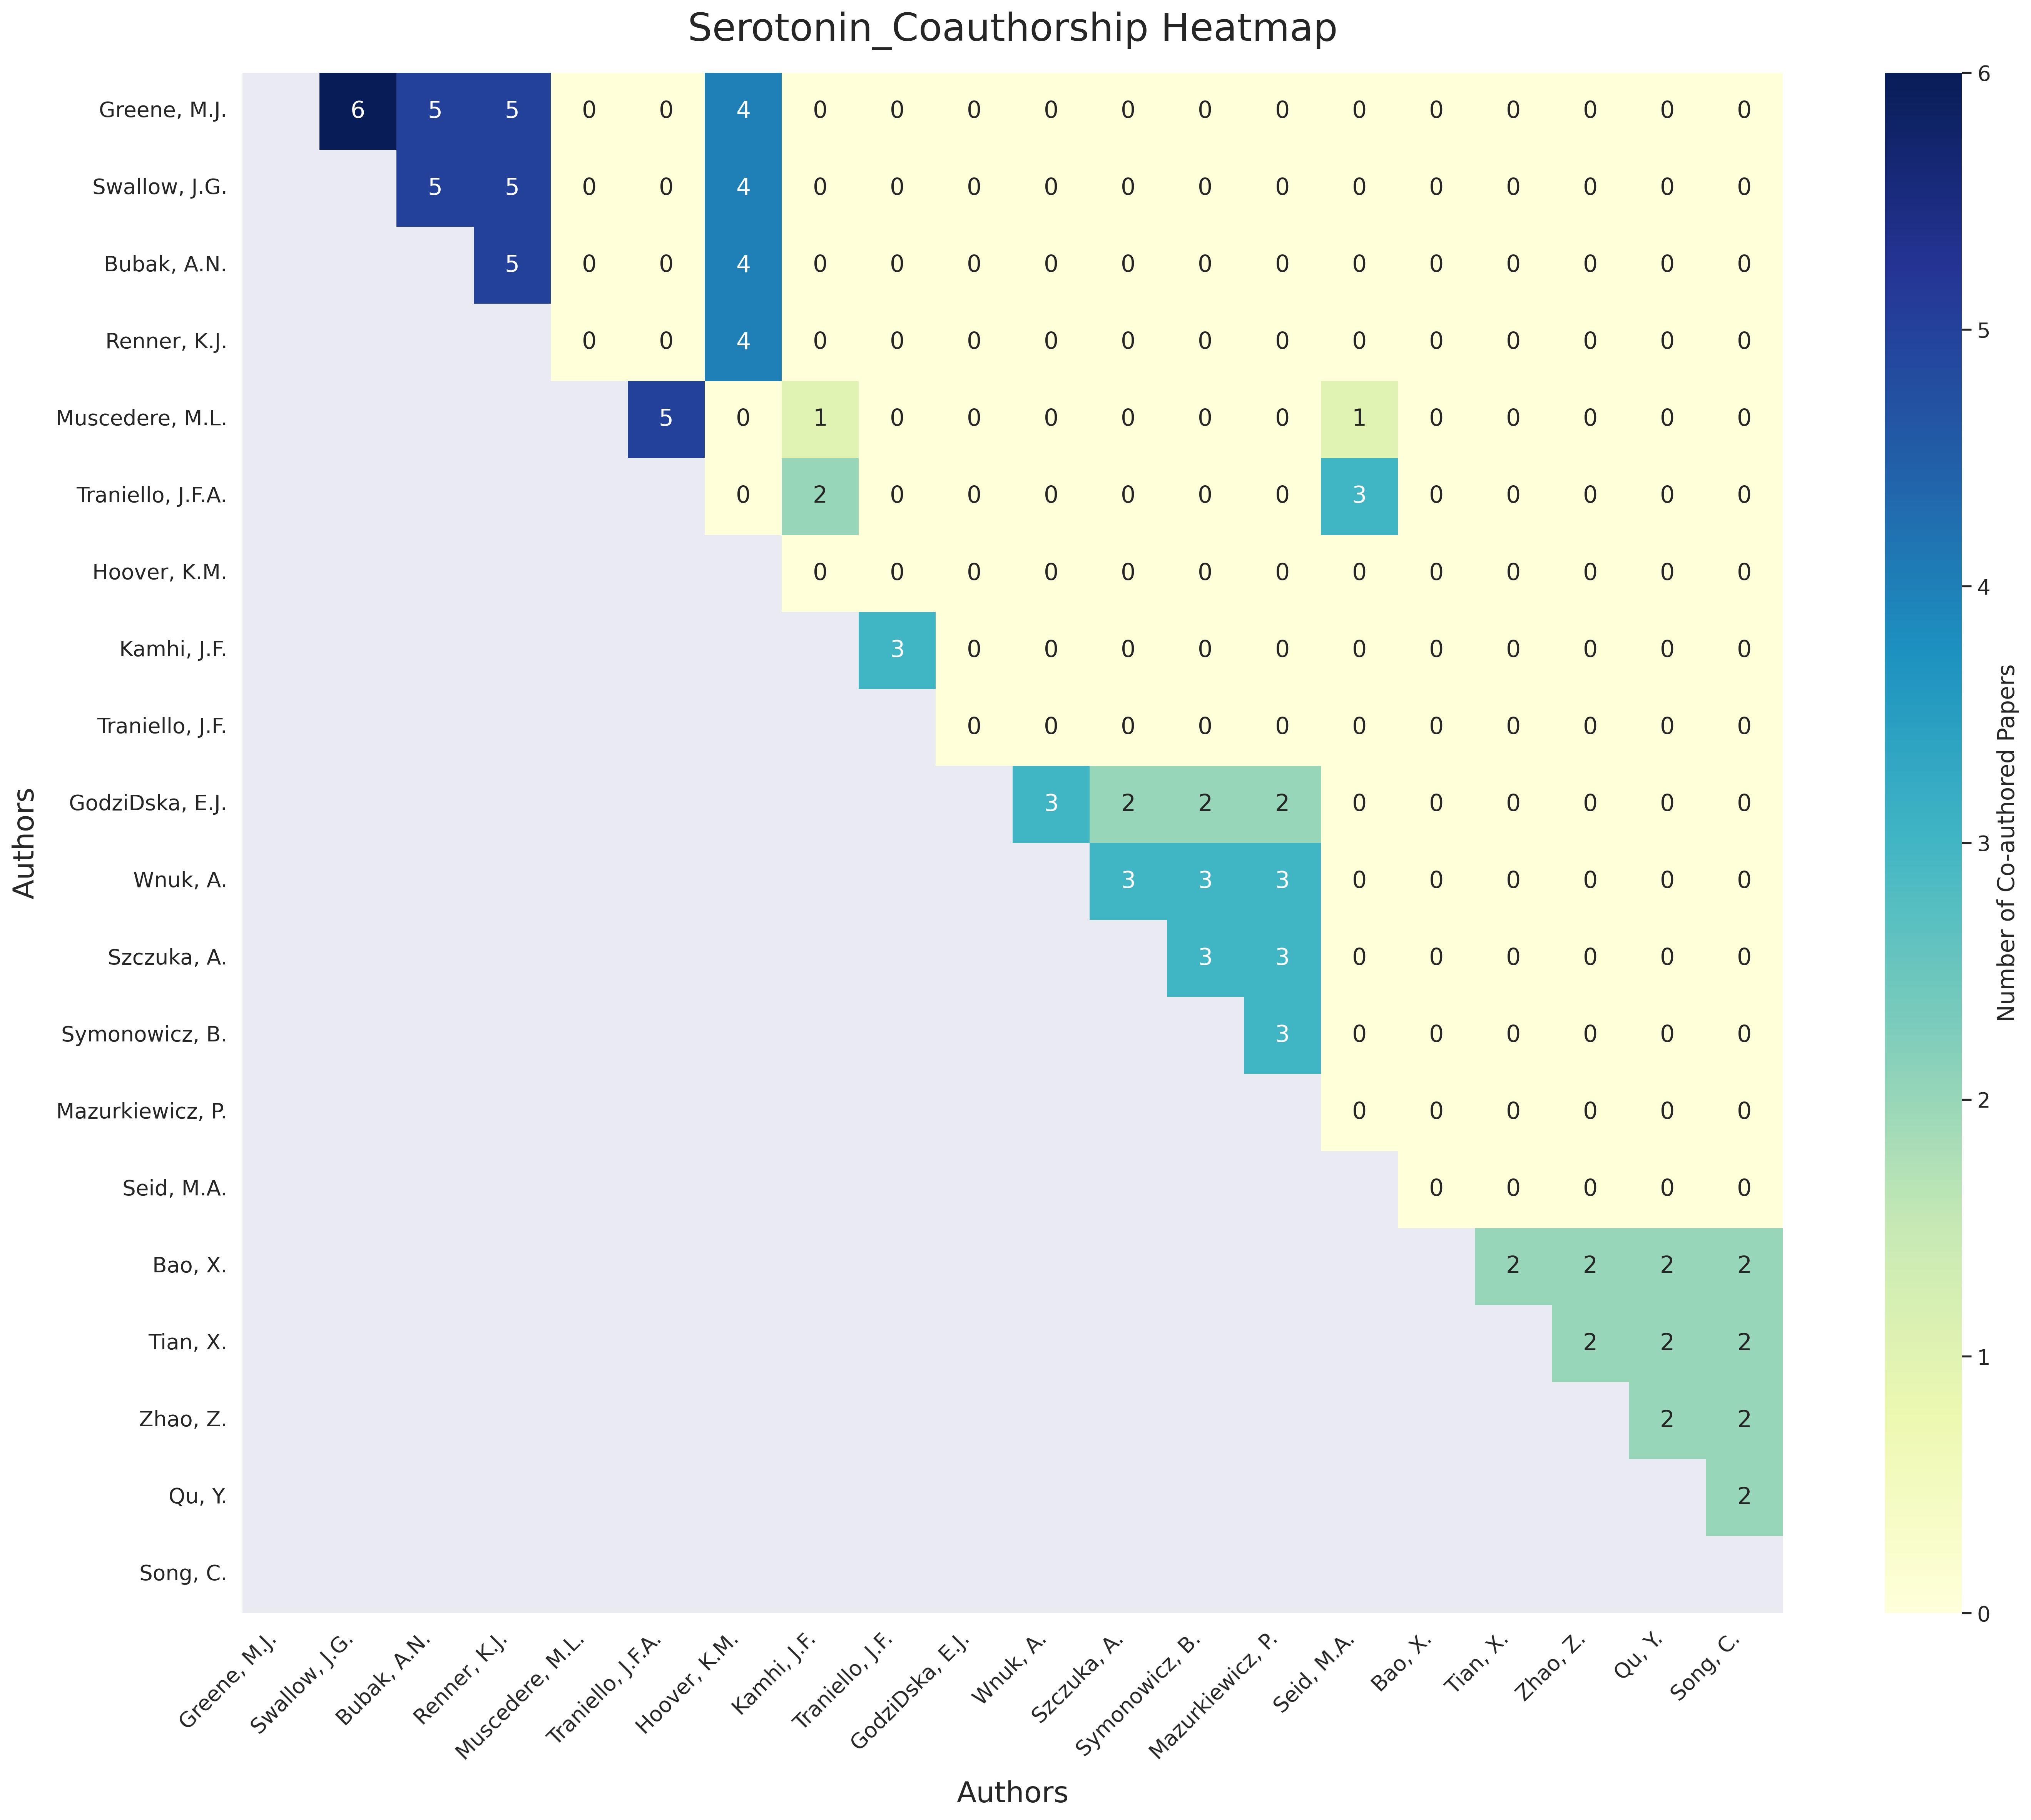 Serotonin_Coauthorship Heatmap
Greene, M.J. 6 5 5 0 0 4 0 0 0 0 0 0 0 0 0 0 0 0 0
Swallow, J.G. 5 5 0 0 4 0 0 0 0 0 0 0 0 0 0 0 0 0
Bubak, A.N. 5 0 0 4 0 0 0 0 0 0 0 0 0 0 0 0 0
Renner, K.J. 0 0 4 0 0 0 0 0 0 0 0 0 0 0 0 0
Muscedere, M.L. 5 0 1 0 0 0 0 0 0 1 0 0 0 0 0
Traniello, J.F.A. 0 2 0 0 0 0 0 0 3 0 0 0 0 0
Hoover, K.M. 0 0 0 0 0 0 0 0 0 0 0 0 0
Kamhi, J.F. 3 0 0 0 0 0 0 0 0 0 0 0
Traniello, J.F. 0 0 0 0 0 0 0 0 0 0 0
GodziDska, E.J. 3 2 2 2 0 0 0 0 0 0
Wnuk, A. 3 3 3 0 0 0 0 0 0
Szczuka, A. 3 3 0 0 0 0 0 0
Symonowicz, B. 3 0 0 0 0 0 0
Mazurkiewicz, P. 0 0 0 0 0 0
Seid, M.A. 0 0 0 0 0
Bao, X. 2 2 2 2
Tian, X. 2 2 2
Zhao, Z. 2 2
Qu, Y. 2
Song, C.
Authors
Greene, M.J.
Swallow, J.G.
Bubak, A.N.
Renner, K.J.
Muscedere, M.L.
Traniello, J.F.A.
Hoover, K.M.
Kamhi, J.F.
Traniello, J.F.
GodziDska, E.J.
Wnuk, A.
Szczuka, A.
Symonowicz, B.
Mazurkiewicz, P.
Seid, M.A.
Bao, X.
Tian, X.
Zhao, Z.
Qu, Y.
Song, C.
Authors
6
5
4
3
2
1
0
Number of Co-authored Papers